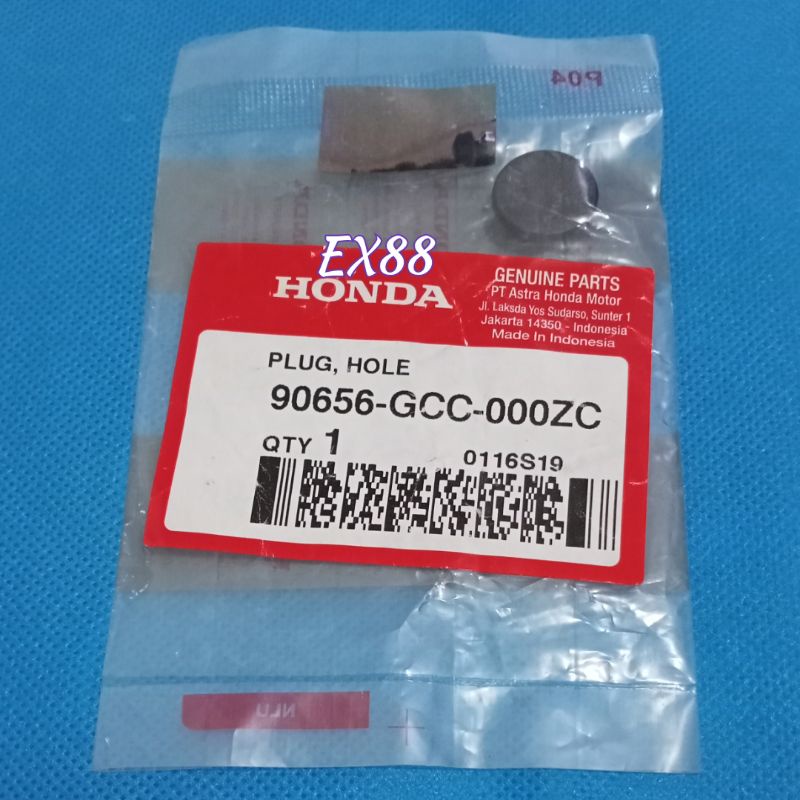 P04
EX88
HONDA
GENUINE PARTS
PT Astra Honda Motor
Jl. Laksda Yos Sudarso, Sunter 1
Jakarta 14350 - Indonesia
Made In Indonesia
PLUG, HOLE
90656-GCC-000ZC
QTY 1
0116S19
NLU